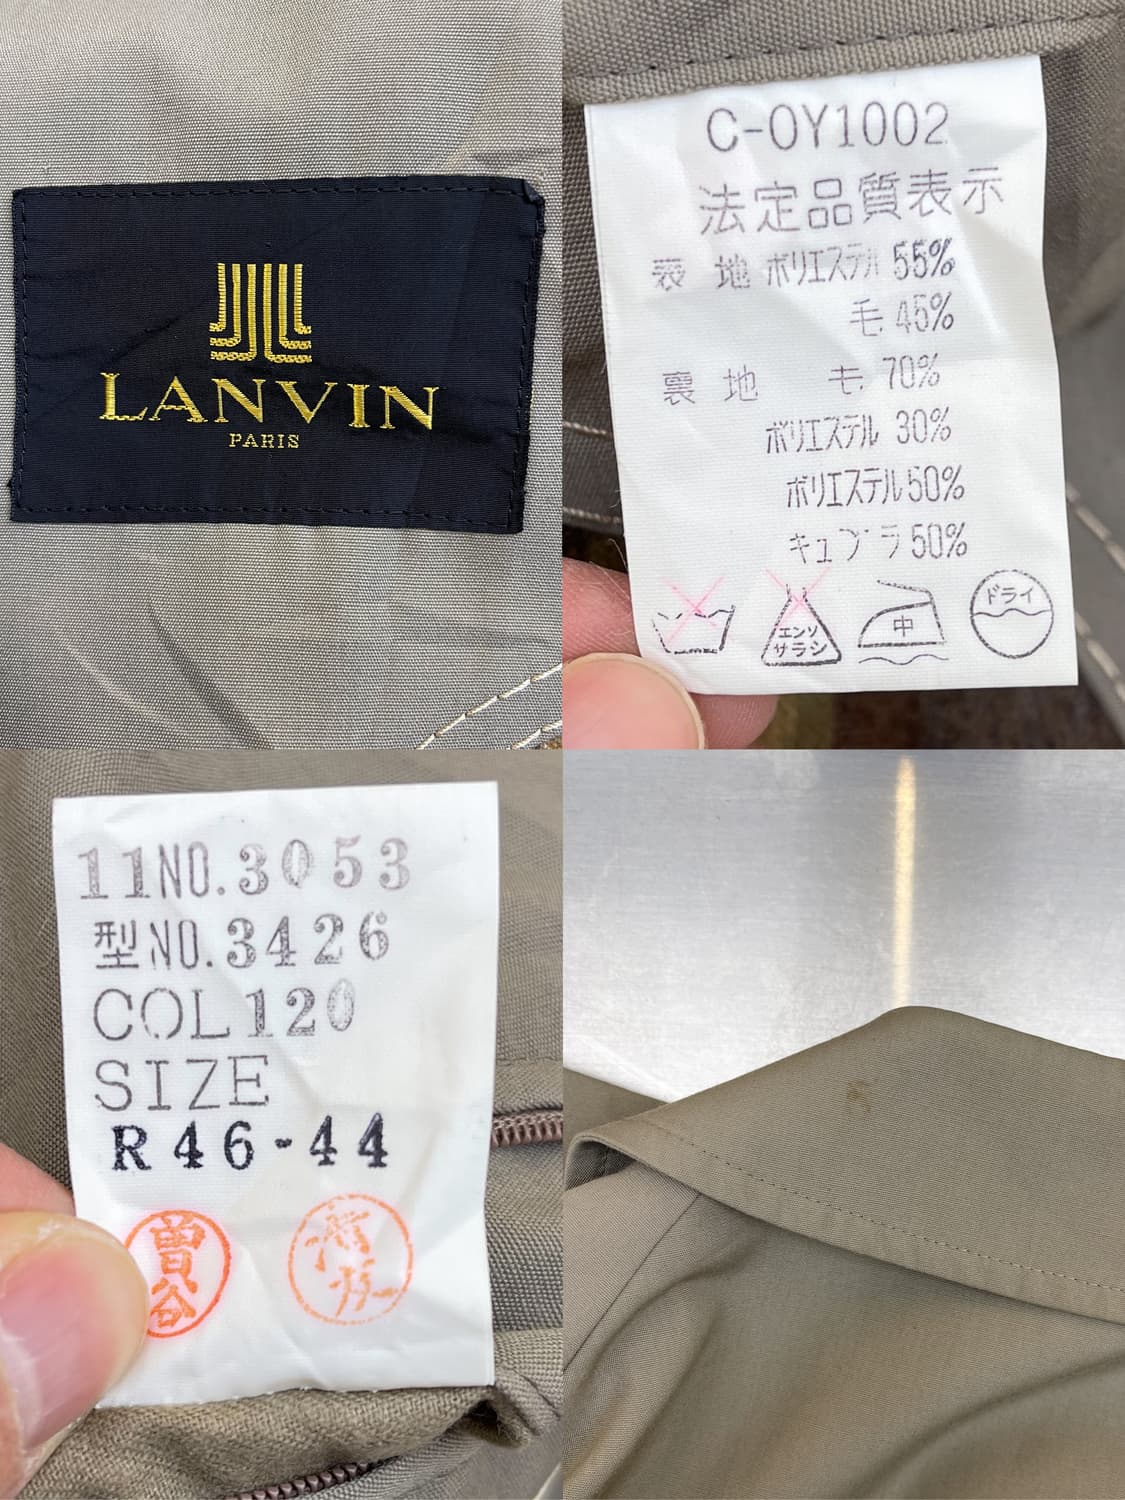 LANVIN
PARIS
C-OY1002
法定品質表示
表 地 ポリエステル 55%
毛 45%
裏 地 毛 70%
ポリエステル 30%
ポリエステル 50%
キュプラ 50%
エンソ
サラシ
中
ドライ
11NO.3053
型NO.3426
COL120
SIZE
R46-44
曽谷